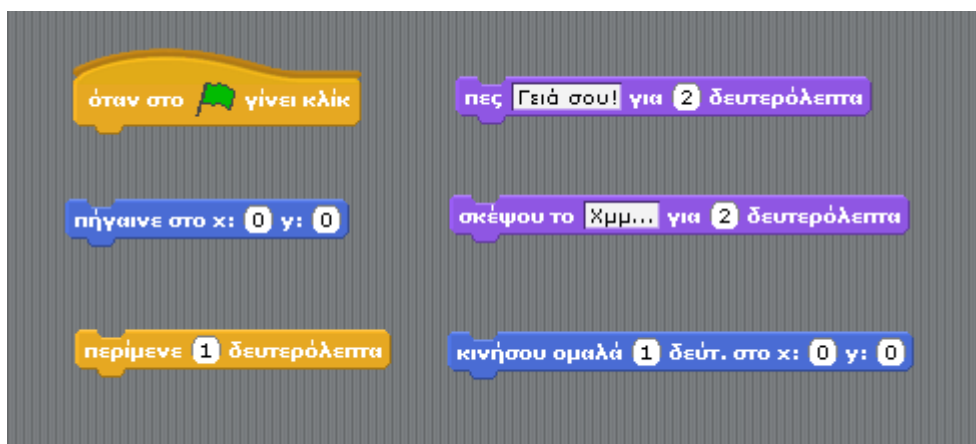 όταν στο γίνει κλίκ
πες Γειά σου! για 2 δευτερόλεπτα
πήγαινε στο x: 0 y: 0
σκέψου το Χμμ... για 2 δευτερόλεπτα
περίμενε 1 δευτερόλεπτα
κινήσου ομαλά 1 δεύτ. στο x: 0 y: 0